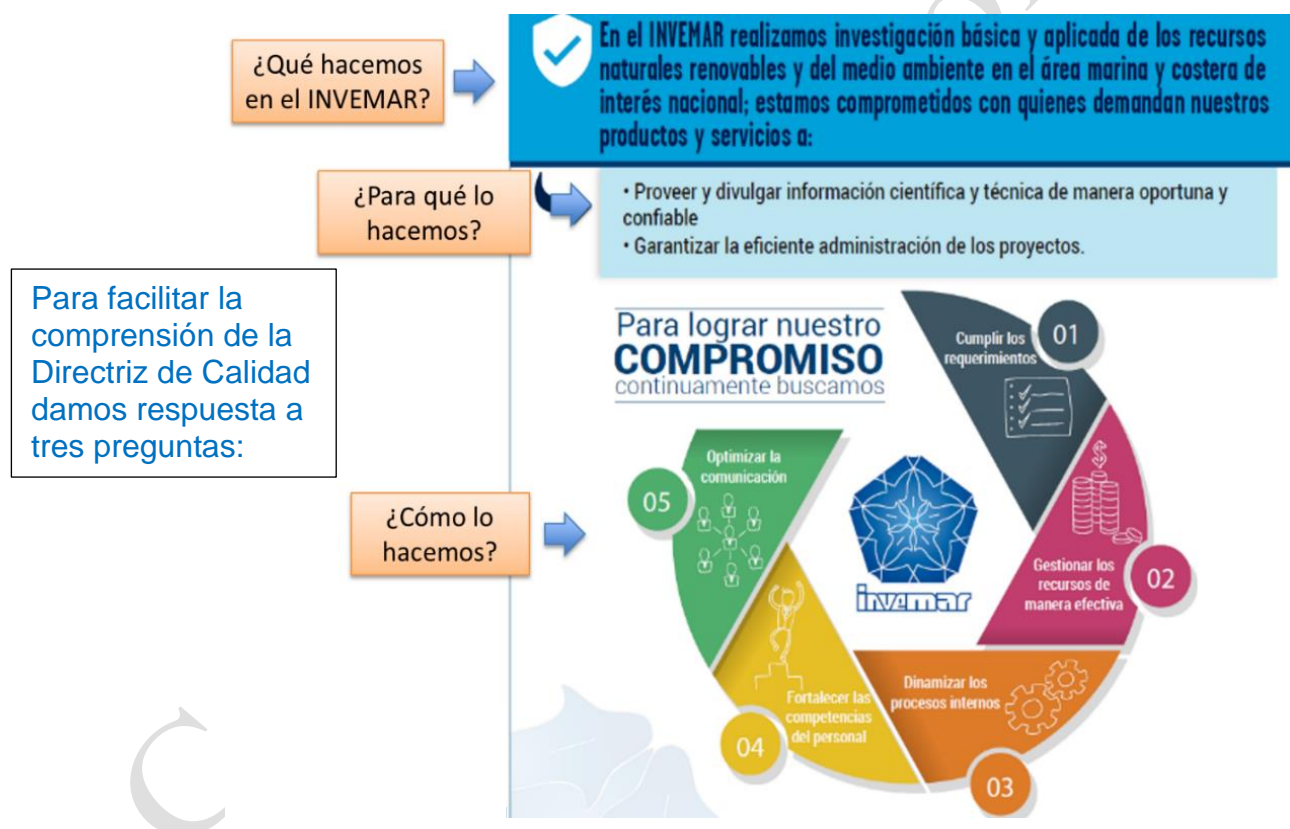 ¿Qué hacemos
en el INVEMAR?
En el INVEMAR realizamos investigación básica y aplicada de los recursos
naturales renovables y del medio ambiente en el área marina y costera de
interés nacional; estamos comprometidos con quienes demandan nuestros
productos y servicios a:
¿Para qué lo
hacemos?
• Proveer y divulgar información científica y técnica de manera oportuna y
confiable
• Garantizar la eficiente administración de los proyectos.
Para facilitar la
comprensión de la
Directriz de Calidad
damos respuesta a
tres preguntas:
Para lograr nuestro
COMPROMISO
continuamente buscamos
¿Cómo lo
hacemos?
Cumplir los
requerimientos
01
Gestionar los
recursos de
manera efectiva
02
Dinamizar los
procesos internos
03
Fortalecer las
competencias
del personal
04
Optimizar la
comunicación
05
invemar
C